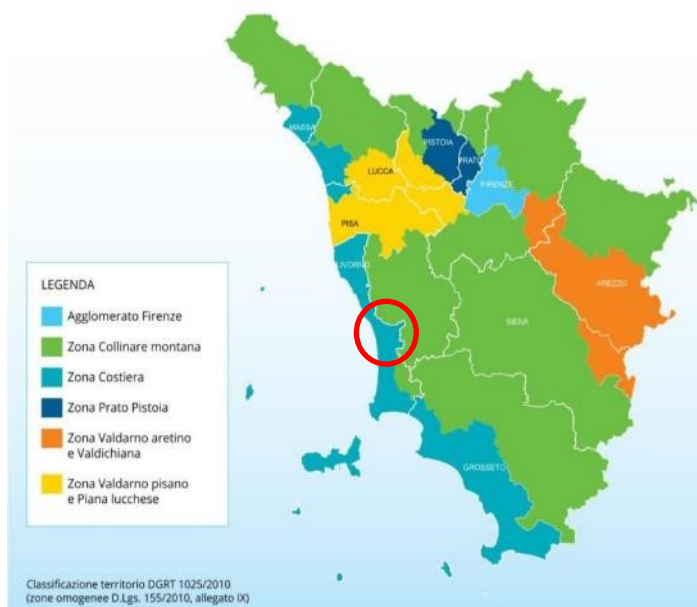 MASSA
PISTOIA
PRATO
LUCCA
FIRENZE
PISA
LIVORNO
AREZZO
SIENA
GROSSETO
LEGENDA
Agglomerato Firenze
Zona Collinare montana
Zona Costiera
Zona Prato Pistoia
Zona Valdarno aretino
e Valdichiana
Zona Valdarno pisano
e Piana lucchese
Classificazione territorio DGRT 1025/2010
(zone omogenee D.Lgs. 155/2010, allegato IX)